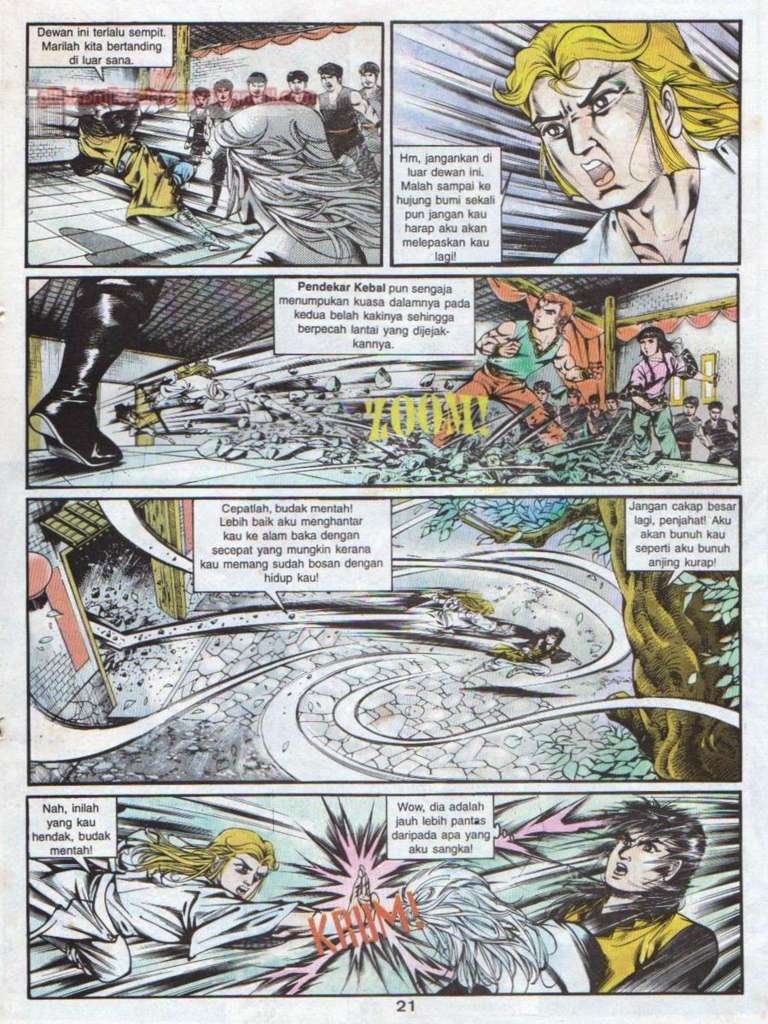 Dewan ini terlalu sempit.
Marilah kita bertanding
di luar sana.
Hm, jangankan di
luar dewan ini.
Malah sampai ke
hujung bumi sekali
pun jangan kau
harap aku akan
melepaskan kau
lagi!
Pendekar Kebal pun sengaja
menumpukan kuasa dalamnya pada
kedua belah kakinya sehingga
berpecah lantai yang dijejak-
kannya.
ZOOM!
Cepatlah, budak mentah!
Lebih baik aku menghantar
kau ke alam baka dengan
secepat yang mungkin kerana
kau memang sudah bosan dengan
hidup kau!
Jangan cakap besar
lagi, penjahat! Aku
akan bunuh kau
seperti aku bunuh
anjing kurap!
Nah, inilah
yang kau
hendak, budak
mentah!
Wow, dia adalah
jauh lebih pantas
daripada apa yang
aku sangka!
KABUM!
21